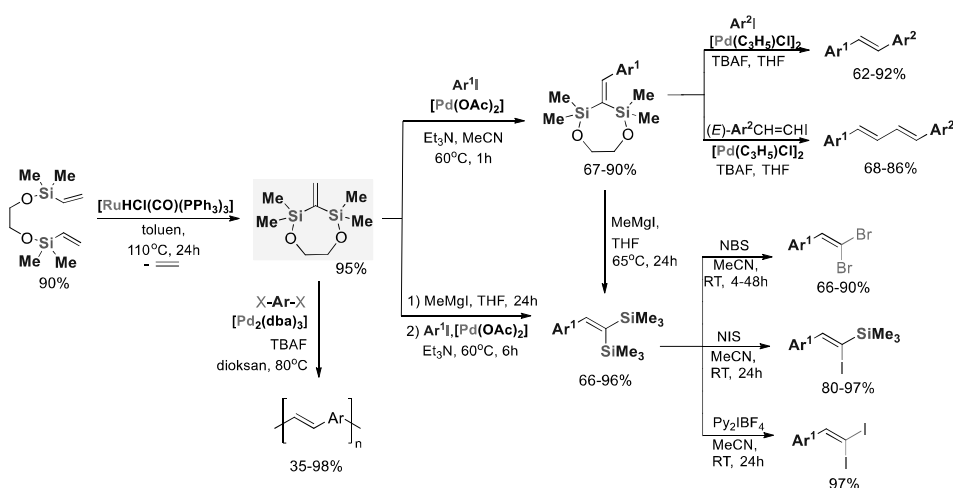 Me Me
Si
O
O
Si
Me Me
90%
[RuHCl(CO)(PPh₃)₃]
toluen,
110°C, 24h
-
Me Me
Me Si Si Me
O O
95%
X-Ar-X
[Pd₂(dba)₃]
TBAF
dioksan, 80°C
Ar
n
35-98%
Ar¹I
[Pd(OAc)₂]
Et₃N, MeCN
60°C, 1h
1) MeMgI, THF, 24h
2) Ar¹I,[Pd(OAc)₂]
Et₃N, 60°C, 6h
Ar¹
Me Me
Me Si Si Me
O O
67-90%
MeMgI,
THF
65°C, 24h
Ar¹ SiMe₃
SiMe₃
66-96%
Ar²I
[Pd(C₃H₅)Cl]₂
TBAF, THF
Ar¹ Ar²
62-92%
(E)-Ar²CH=CHI
[Pd(C₃H₅)Cl]₂
TBAF, THF
Ar¹ Ar²
68-86%
NBS
MeCN,
RT, 4-48h
Ar¹ Br
Br
66-90%
NIS
MeCN,
RT, 24h
Ar¹ SiMe₃
I
80-97%
Py₂IBF₄
MeCN,
RT, 24h
Ar¹ I
I
97%